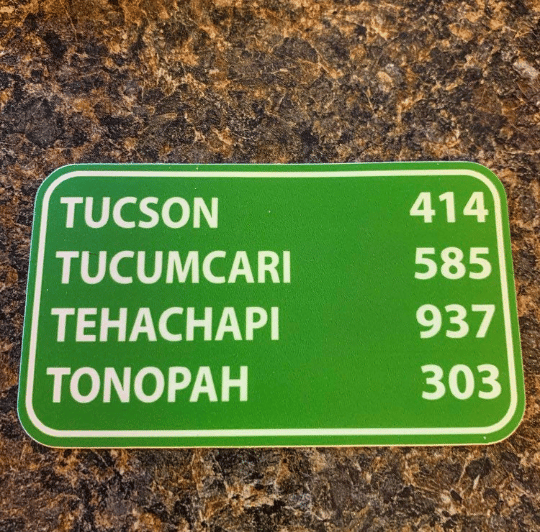 TUCSON 414
TUCUMCARI 585
TEHACHAPI 937
TONOPAH 303